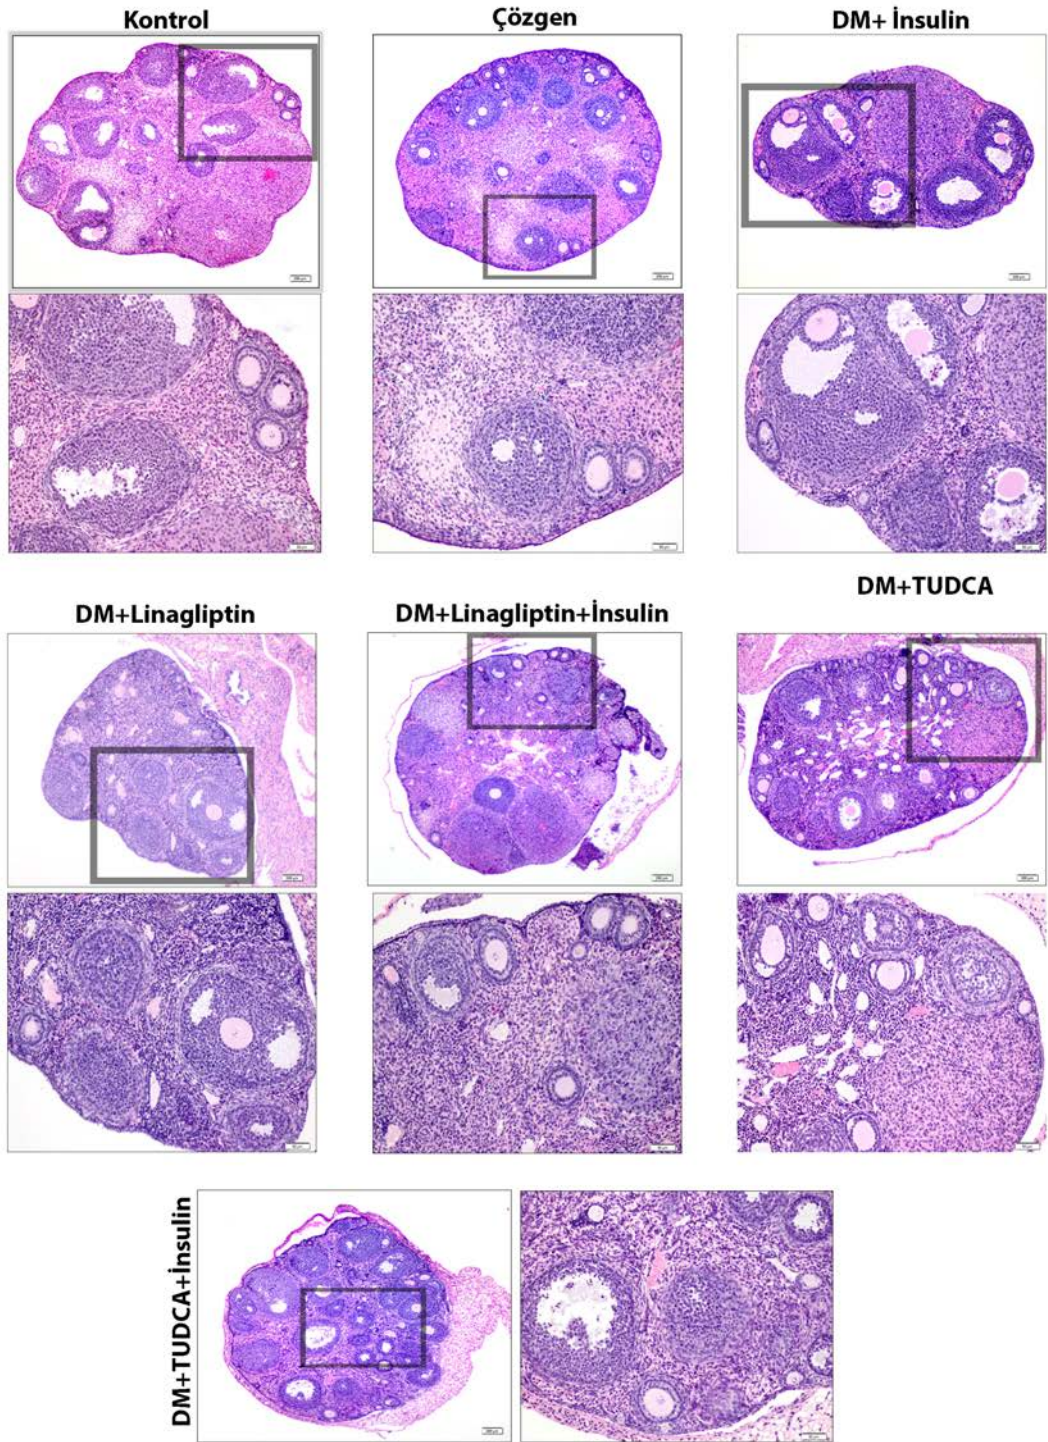 Kontrol
Çözgen
DM+ İnsulin
DM+Linagliptin
DM+Linagliptin+İnsulin
DM+TUDCA
DM+TUDCA+İnsulin